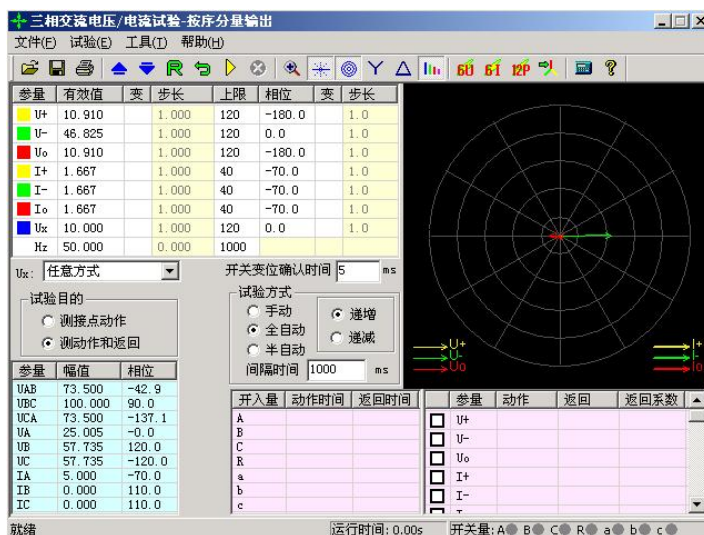 三相交流电压/电流试验-按序分量输出
文件(F) 试验(E) 工具(T) 帮助(H)
6U 6I 12P
参量 有效值 变 步长 上限 相位 变 步长
U+ 10.910 1.000 120 -180.0 1.0
U- 46.825 1.000 120 0.0 1.0
Uo 10.910 1.000 120 -180.0 1.0
I+ 1.667 1.000 40 -70.0 1.0
I- 1.667 1.000 40 -70.0 1.0
Io 1.667 1.000 40 -70.0 1.0
Ux 10.000 1.000 120 0.0 1.0
Hz 50.000 0.000 1000
Ux: 任意方式 开关变位确认时间 5 ms
试验目的
测接点动作
测动作和返回
试验方式
手动
全自动
半自动
递增
递减
间隔时间 1000 ms
U+
U-
Uo
I+
I-
Io
参量 幅值 相位
UAB 73.500 -42.9
UBC 100.000 90.0
UCA 73.500 -137.1
UA 25.005 -0.0
UB 57.735 120.0
UC 57.735 -120.0
IA 5.000 -70.0
IB 0.000 110.0
IC 0.000 110.0
开入量 动作时间 返回时间
A
B
C
R
a
b
c
参量 动作 返回 返回系数
U+
U-
Uo
I+
I-
就绪 运行时间: 0.00s 开关量: A B C R a b c